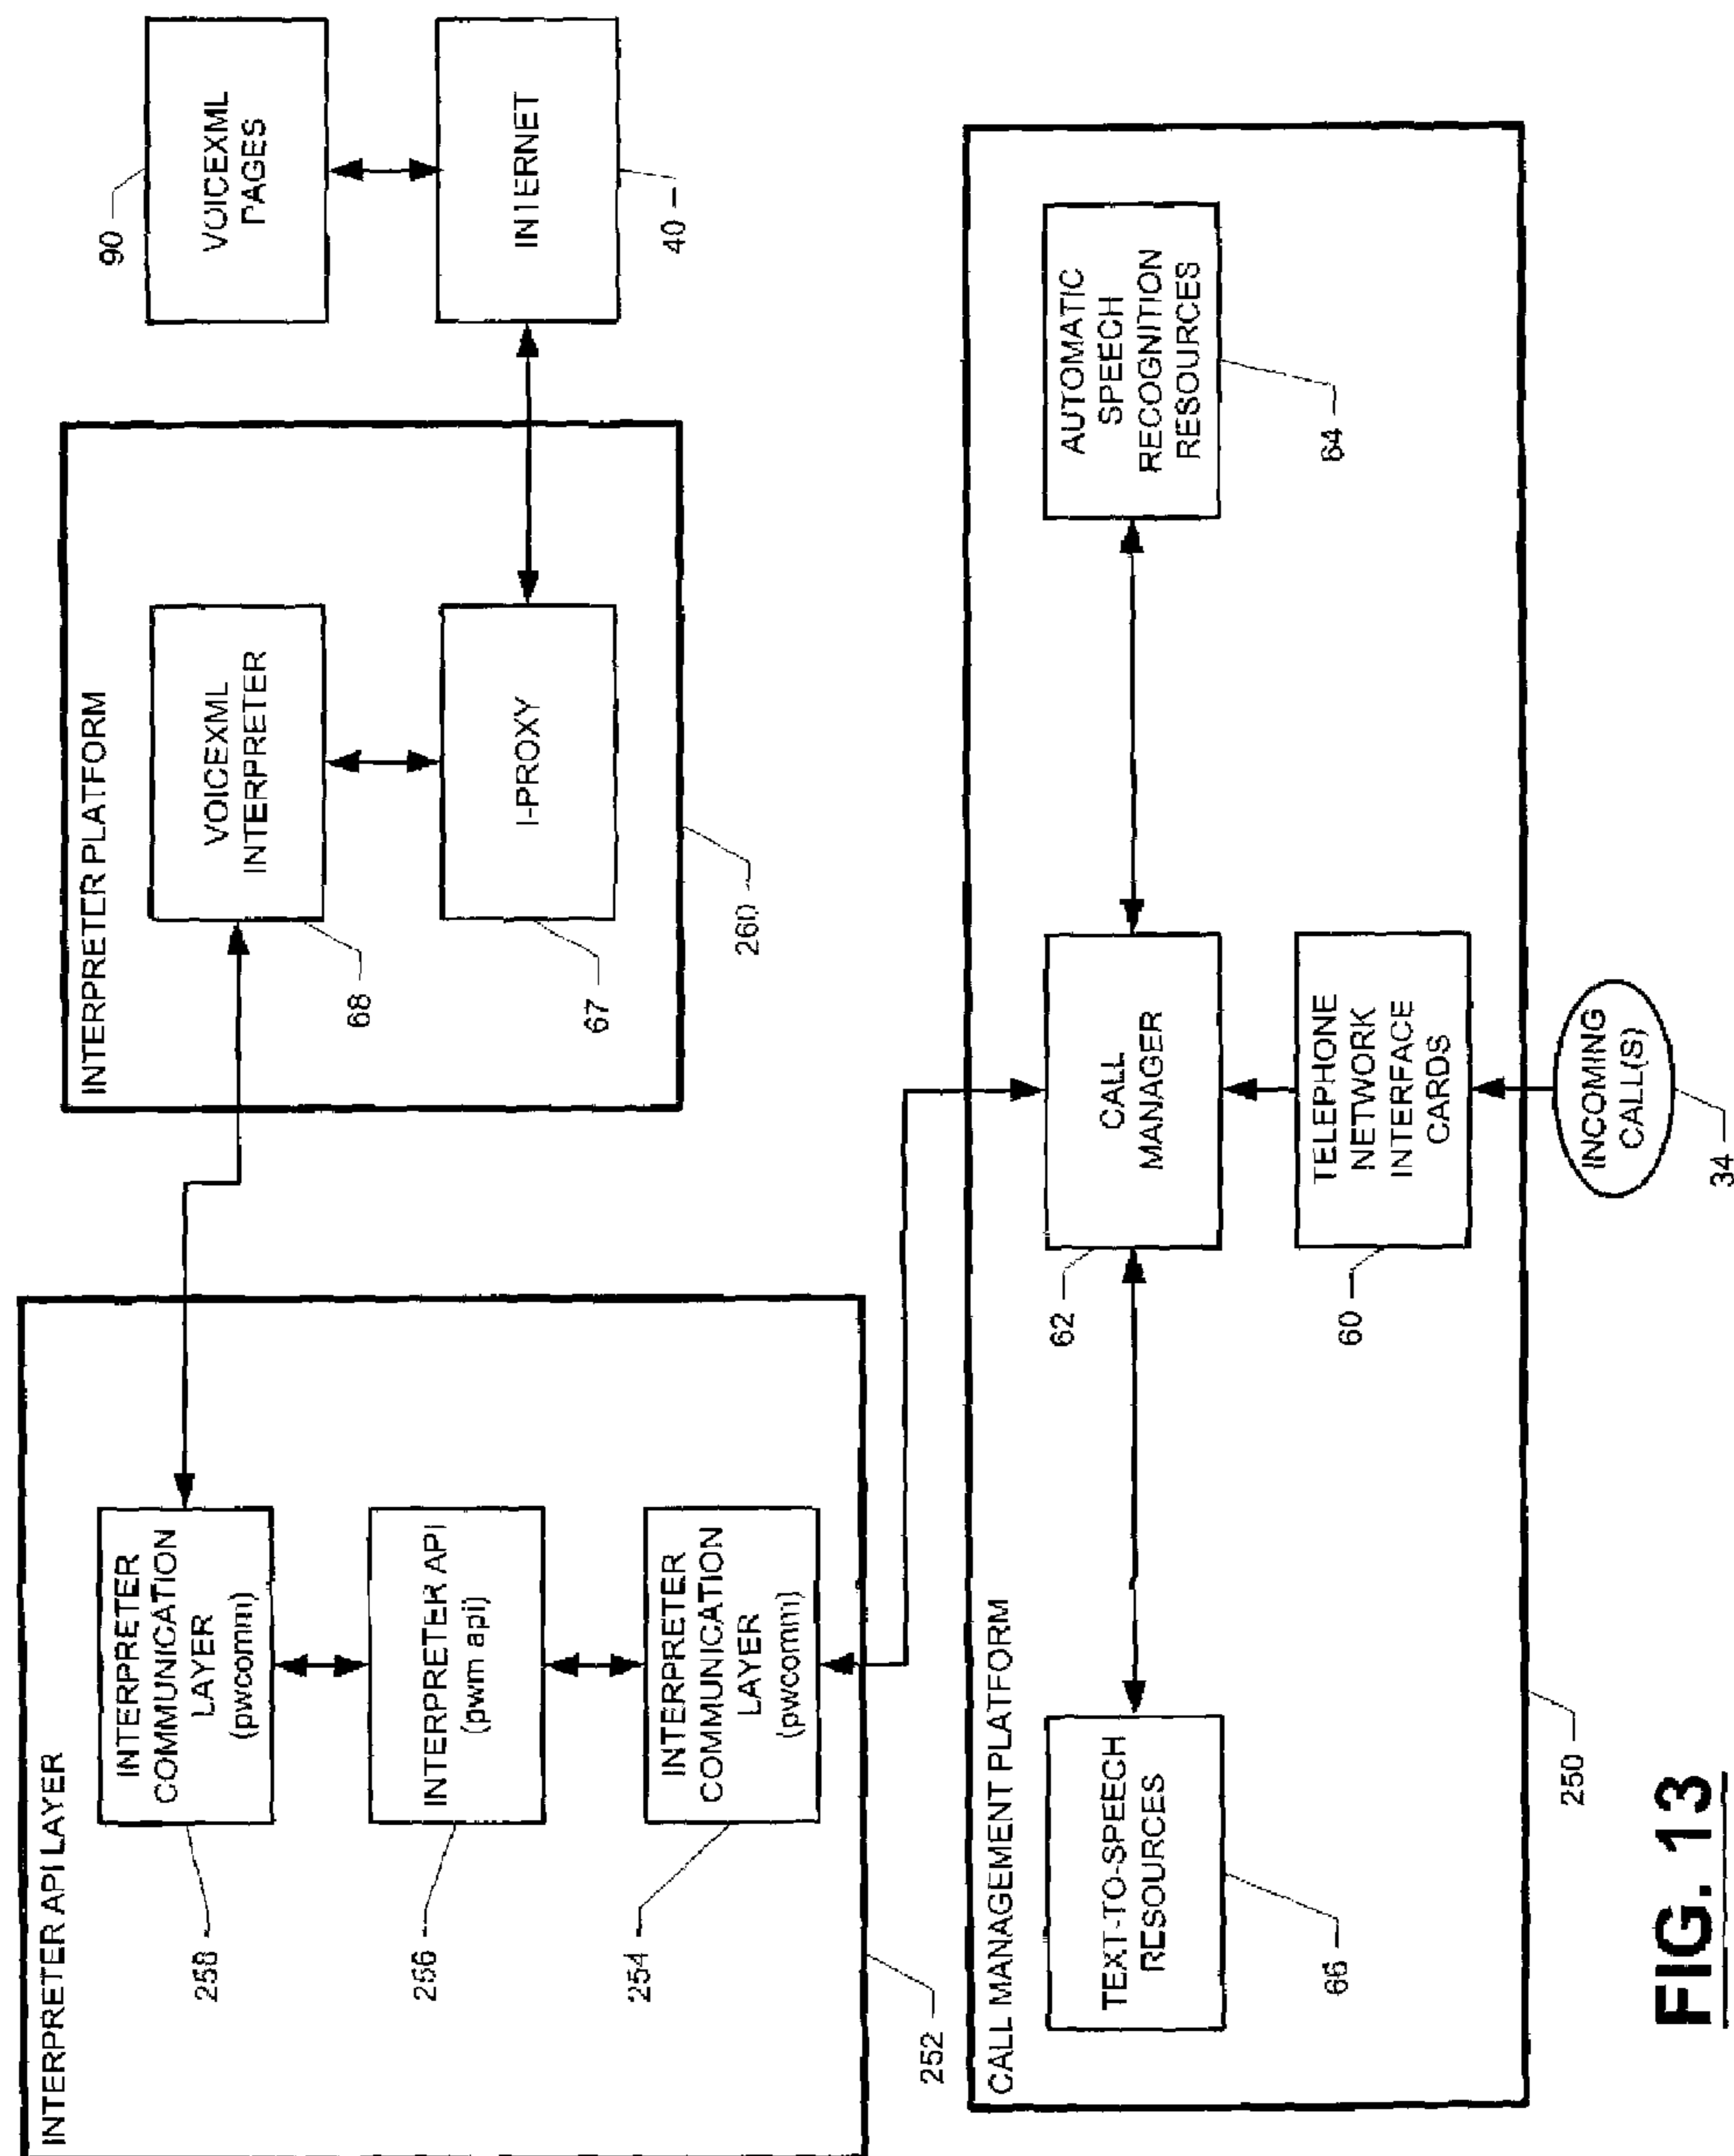 INTERPRETER API LAYER
INTERPRETER
COMMUNICATION
LAYER
(pwcomm)
258
INTERPRETER API
(pwm api)
256
INTERPRETER
COMMUNICATION
LAYER
(pwcomm)
254
252
INTERPRETER PLATFORM
VOICEXML
INTERPRETER
68
I-PROXY
67
260
90
VOICEXML
PAGES
INTERNET
40
CALL MANAGEMENT PLATFORM
TEXT-TO-SPEECH
RESOURCES
66
CALL
MANAGER
62
TELEPHONE
NETWORK
INTERFACE
CARDS
60
AUTOMATIC
SPEECH
RECOGNITION
RESOURCES
64
250
INCOMING
CALL(S)
34
FIG. 13